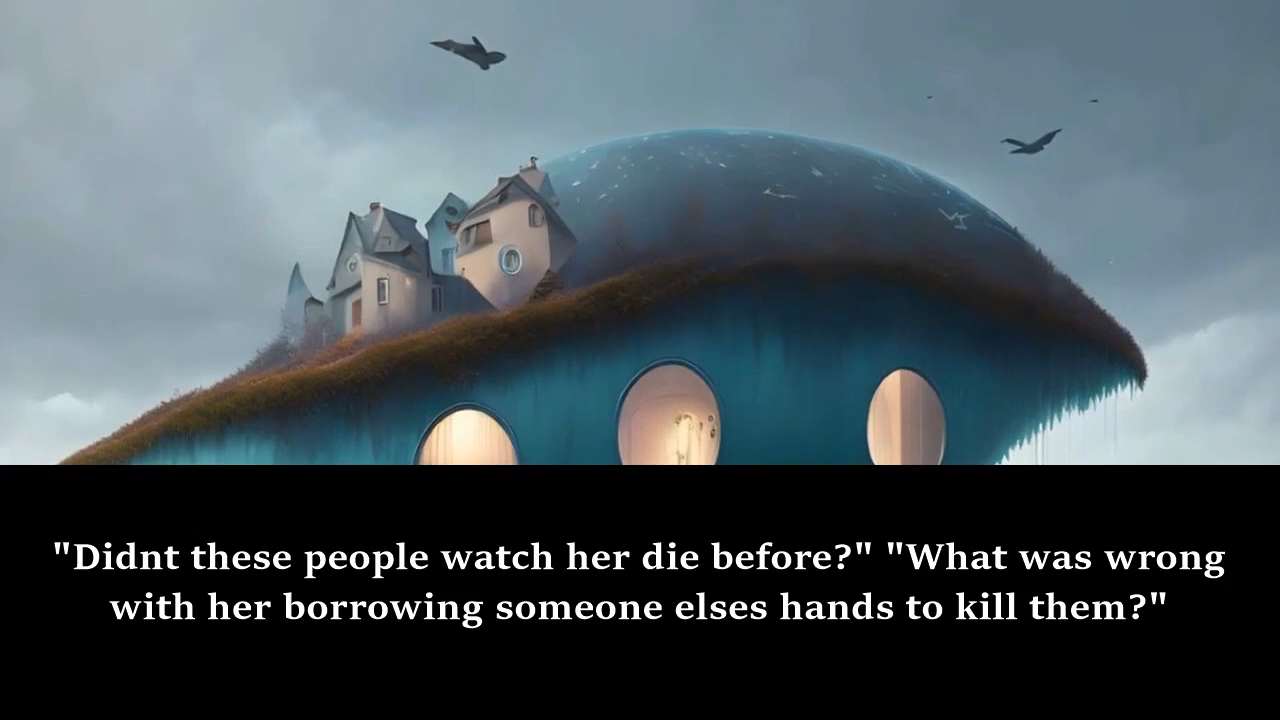 "Didnt these people watch her die before?" "What was wrong
with her borrowing someone elses hands to kill them?"